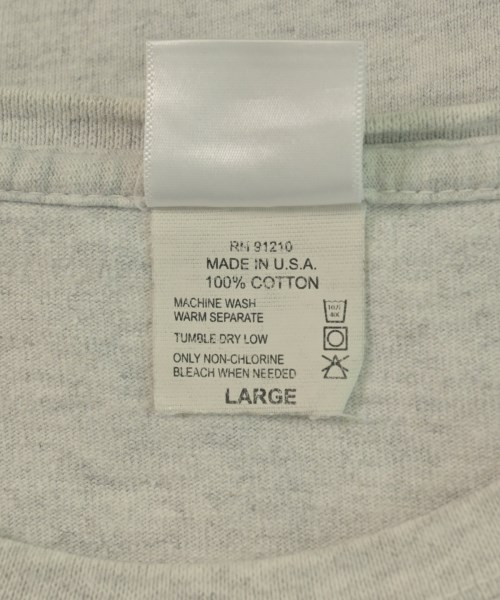 RN 91210
MADE IN U.S.A.
100% COTTON
MACHINE WASH
WARM SEPARATE
TUMBLE DRY LOW
ONLY NON-CHLORINE
BLEACH WHEN NEEDED
LARGE